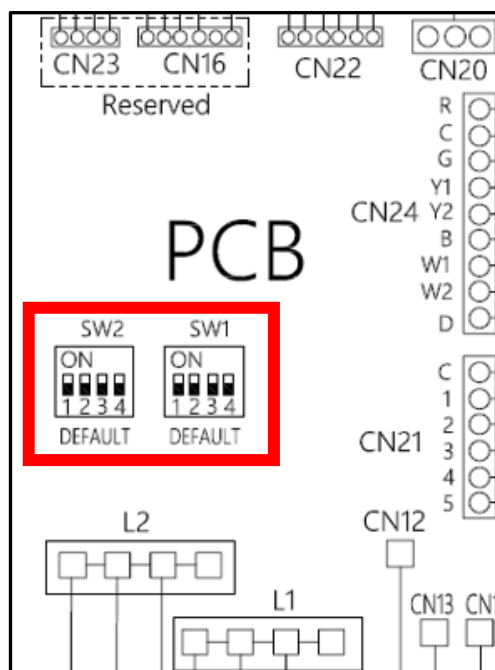 CN23 CN16 CN22 CN20
Reserved
R
C
G
Y1
CN24 Y2
B
W1
W2
D
PCB
SW2 SW1
ON ON
1 2 3 4 1 2 3 4
DEFAULT DEFAULT
C
1
2
CN21 3
4
5
L2 CN12
L1 CN13